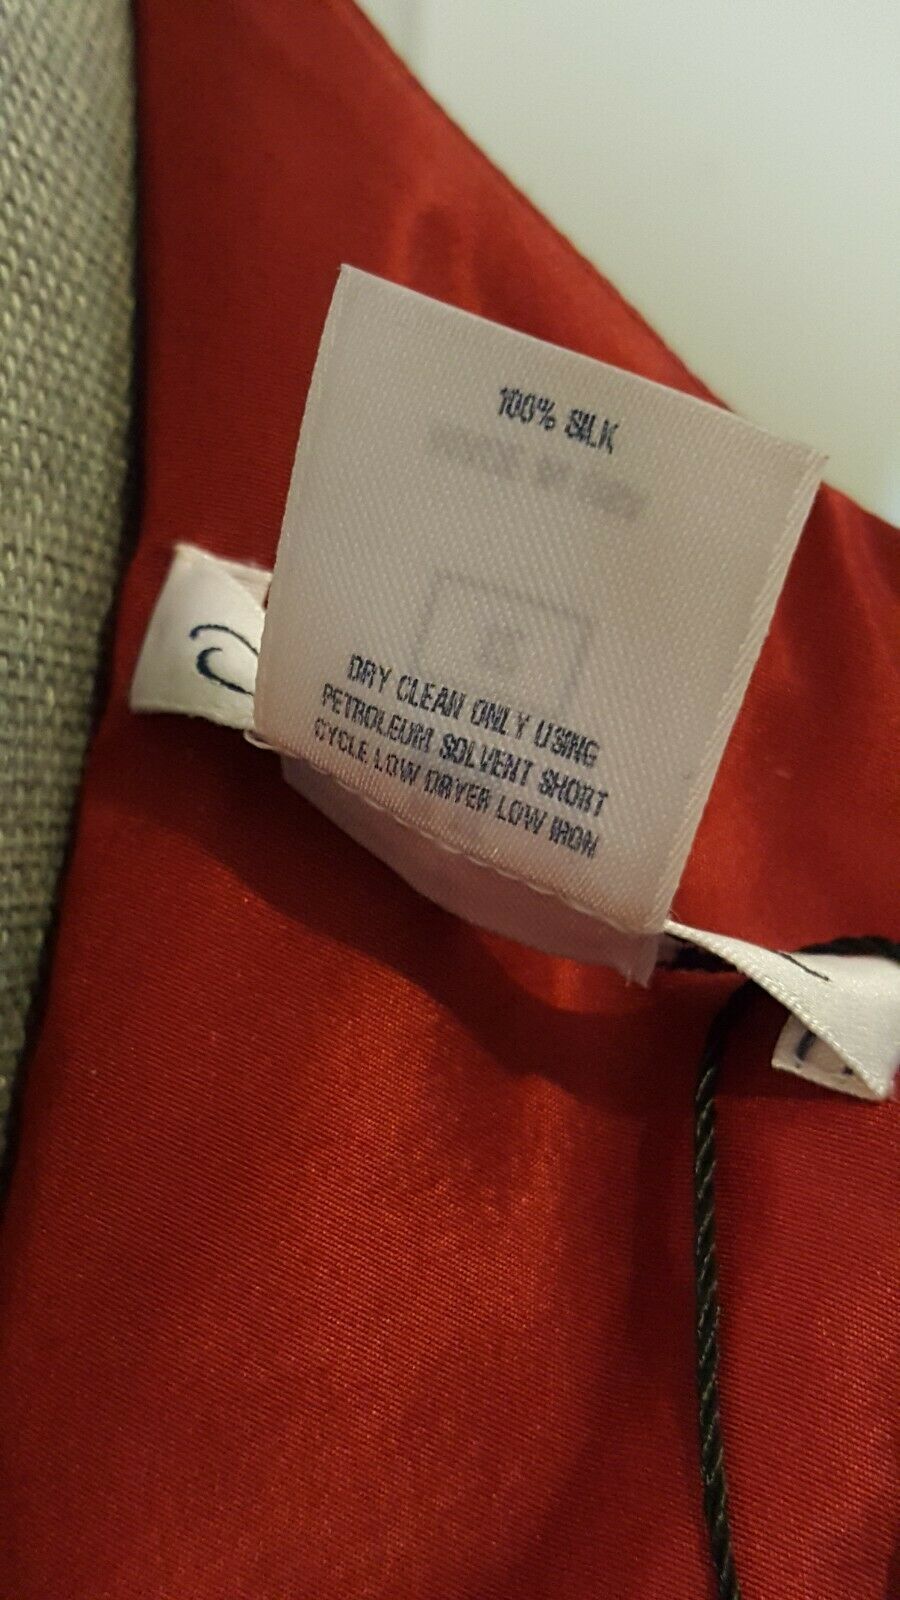 100% SILK
DRY CLEAN ONLY USING
PETROLEUM SOLVENT SHORT
CYCLE LOW DRYER LOW IRON